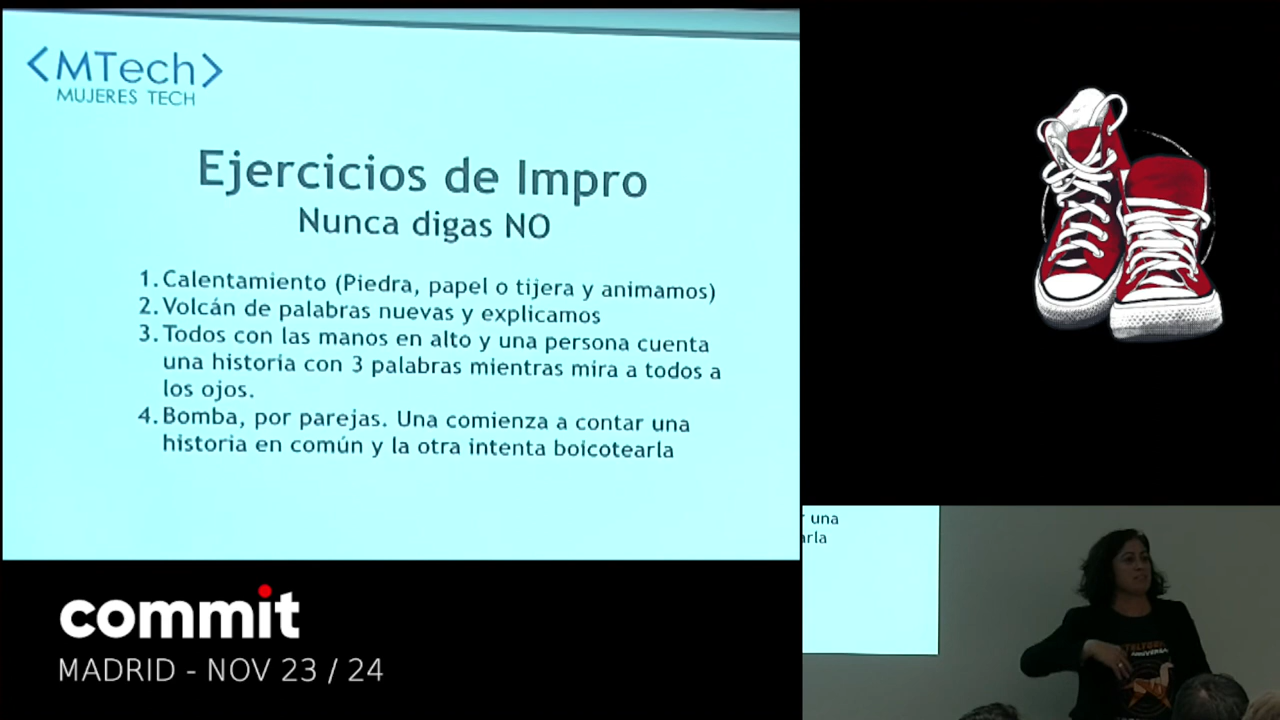 <MTech>
MUJERES TECH
Ejercicios de Impro
Nunca digas NO
1. Calentamiento (Piedra, papel o tijera y animamos)
2. Volcán de palabras nuevas y explicamos
3. Todos con las manos en alto y una persona cuenta
una historia con 3 palabras mientras mira a todos a
los ojos.
4. Bomba, por parejas. Una comienza a contar una
historia en común y la otra intenta boicotearla
commit
MADRID - NOV 23 / 24
una